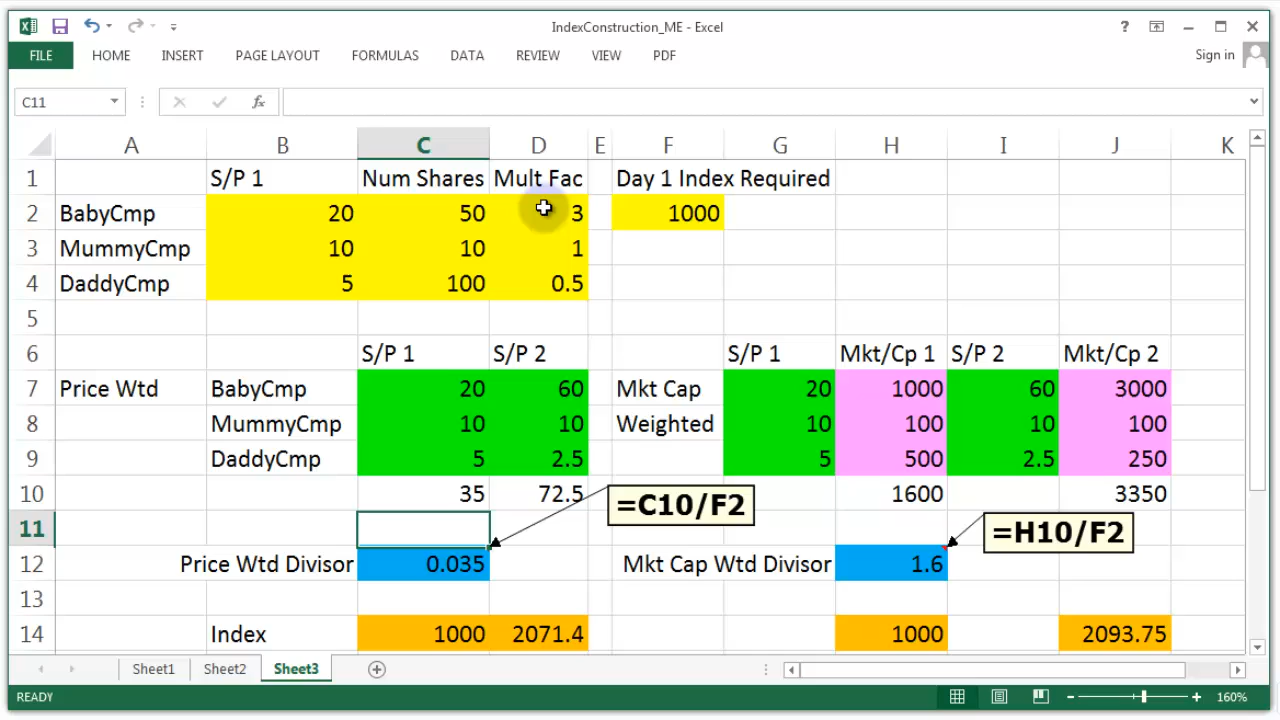 IndexConstruction_ME - Excel
?
FILE HOME INSERT PAGE LAYOUT FORMULAS DATA REVIEW VIEW PDF Sign in
C11 fx
A B C D E F G H I J K
1 S/P 1 Num Shares Mult Fac Day 1 Index Required
2 BabyCmp 20 50 3 1000
3 MummyCmp 10 10 1
4 DaddyCmp 5 100 0.5
5
6 S/P 1 S/P 2 S/P 1 Mkt/Cp 1 S/P 2 Mkt/Cp 2
7 Price Wtd BabyCmp 20 60 Mkt Cap 20 1000 60 3000
8 MummyCmp 10 10 Weighted 10 100 10 100
9 DaddyCmp 5 2.5 5 500 2.5 250
10 35 72.5 1600 3350
=C10/F2
11 =H10/F2
12 Price Wtd Divisor 0.035 Mkt Cap Wtd Divisor 1.6
13
14 Index 1000 2071.4 1000 2093.75
Sheet1 Sheet2 Sheet3
READY 160%